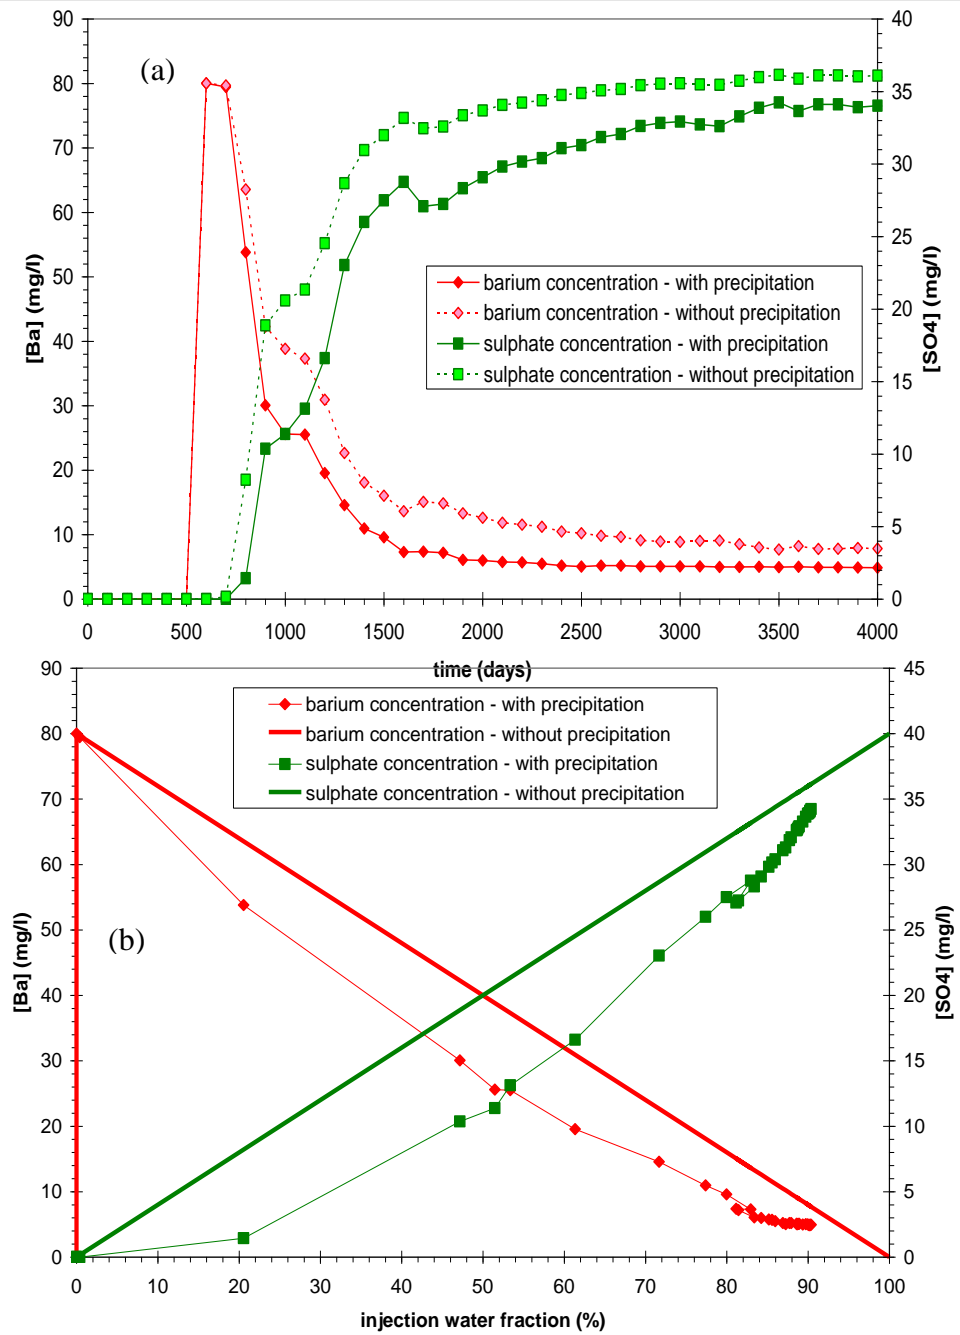 90
80
70
60
50
40
30
20
10
0
[Ba] (mg/l)
(a)
40
35
30
25
20
15
10
5
0
[SO4] (mg/l)
barium concentration - with precipitation
barium concentration - without precipitation
sulphate concentration - with precipitation
sulphate concentration - without precipitation
0 500 1000 1500 2000 2500 3000 3500 4000
time (days)
90
80
70
60
50
40
30
20
10
0
[Ba] (mg/l)
(b)
45
40
35
30
25
20
15
10
5
0
[SO4] (mg/l)
barium concentration - with precipitation
barium concentration - without precipitation
sulphate concentration - with precipitation
sulphate concentration - without precipitation
0 10 20 30 40 50 60 70 80 90 100
injection water fraction (%)